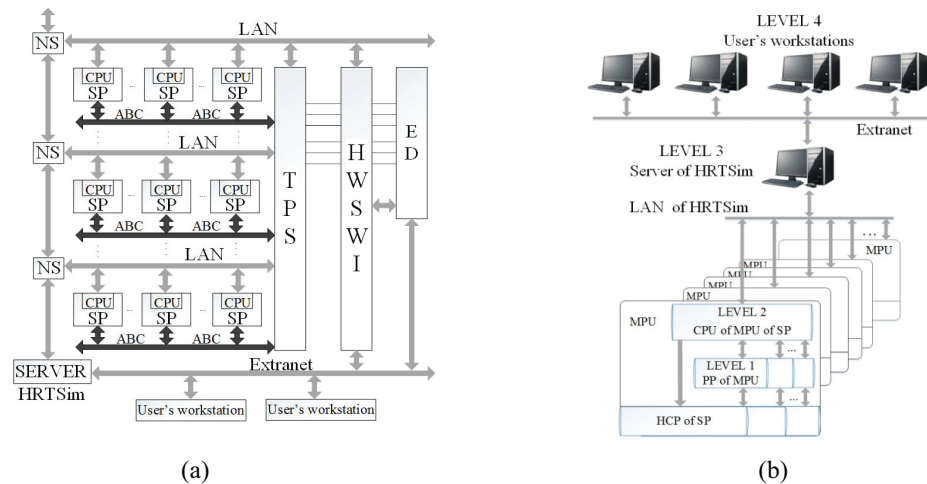 LAN
NS
CPU
SP
...
CPU
SP
...
CPU
SP
ABC
ABC
NS
LAN
CPU
SP
...
CPU
SP
...
CPU
SP
ABC
ABC
NS
LAN
CPU
SP
...
CPU
SP
...
CPU
SP
ABC
ABC
T
P
S
H
W
S
W
I
E
D
SERVER
HRTSim
Extranet
User's workstation
User's workstation
(a)
LEVEL 4
User's workstations
Extranet
LEVEL 3
Server of HRTSim
LAN of HRTSim
...
MPU
MPU
MPU
MPU
MPU
MPU
LEVEL 2
CPU of MPU of SP
...
LEVEL 1
PP of MPU
...
HCP of SP
(b)